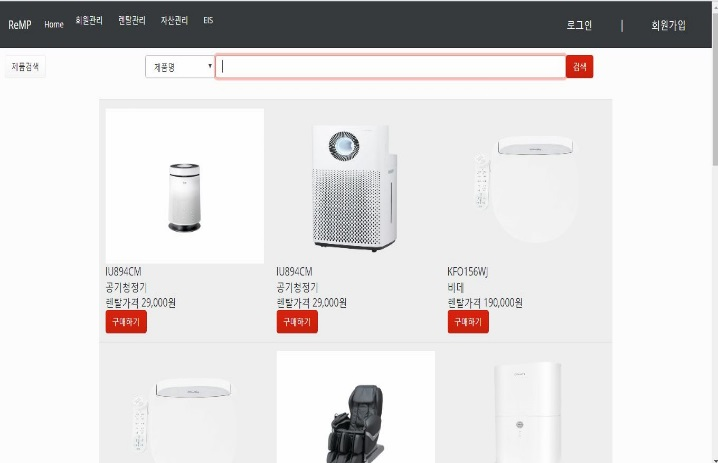 ReMP Home 회원관리 렌탈관리 자산관리 EIS 로그인 | 회원가입
제품검색 제품명 검색
IU894CM
공기청정기
렌탈가격 29,000원
구매하기
IU894CM
공기청정기
렌탈가격 29,000원
구매하기
KFO156WJ
비데
렌탈가격 190,000원
구매하기